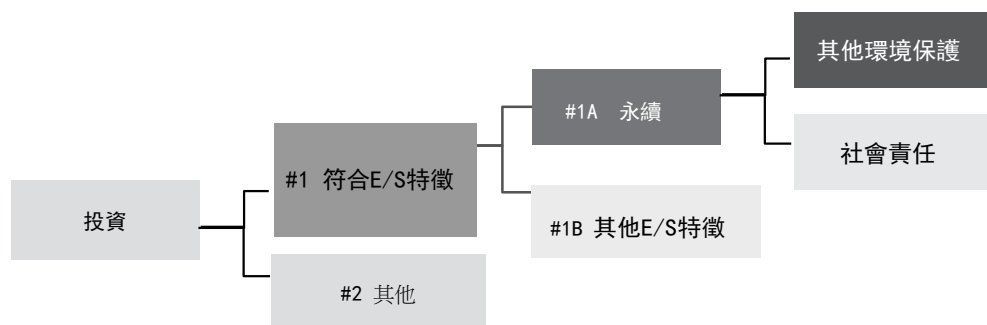 其他環境保護
#1A 永續
社會責任
#1 符合E/S特徵
投資
#1B 其他E/S特徵
#2 其他